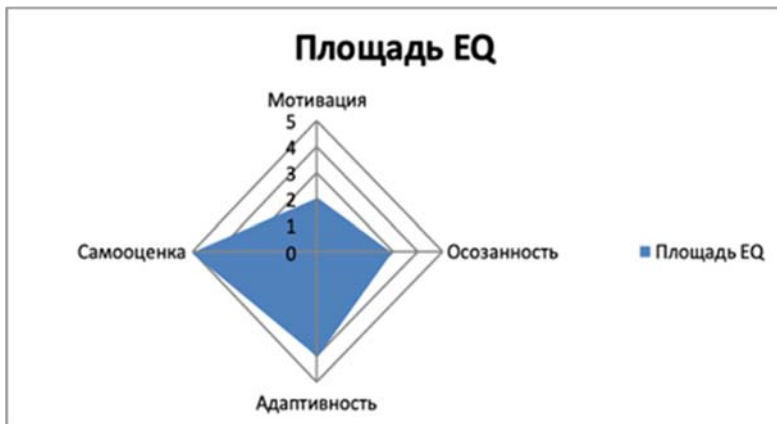 Площадь EQ
Мотивация
5
4
3
2
1
0
Самооценка
Осозанность
Площадь EQ
Адаптивность